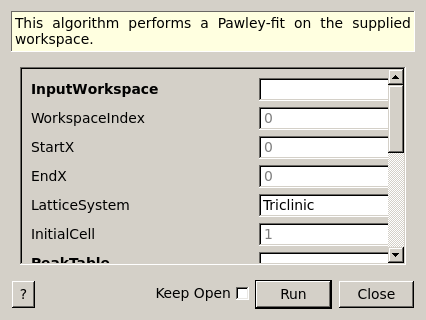 This algorithm performs a Pawley-fit on the supplied
workspace.
InputWorkspace
WorkspaceIndex 0
StartX 0
EndX 0
LatticeSystem Triclinic
InitialCell 1
PeakTable
? Keep Open Run Close